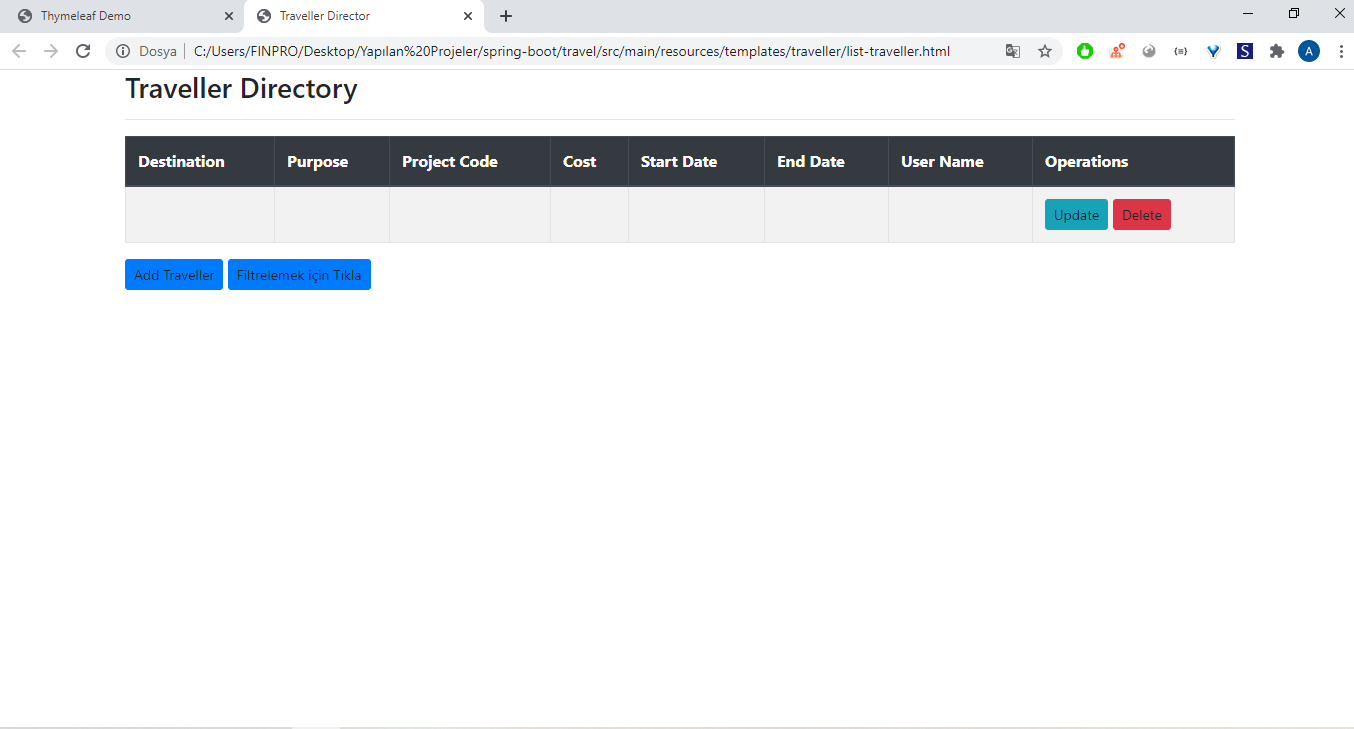 Thymeleaf Demo
Traveller Director
Dosya
C:/Users/FINPRO/Desktop/Yapılan%20Projeler/spring-boot/travel/src/main/resources/templates/traveller/list-traveller.html
S
A
Traveller Directory
Destination Purpose Project Code Cost Start Date End Date User Name Operations
Update Delete
Add Traveller Filtrelemek için Tıkla